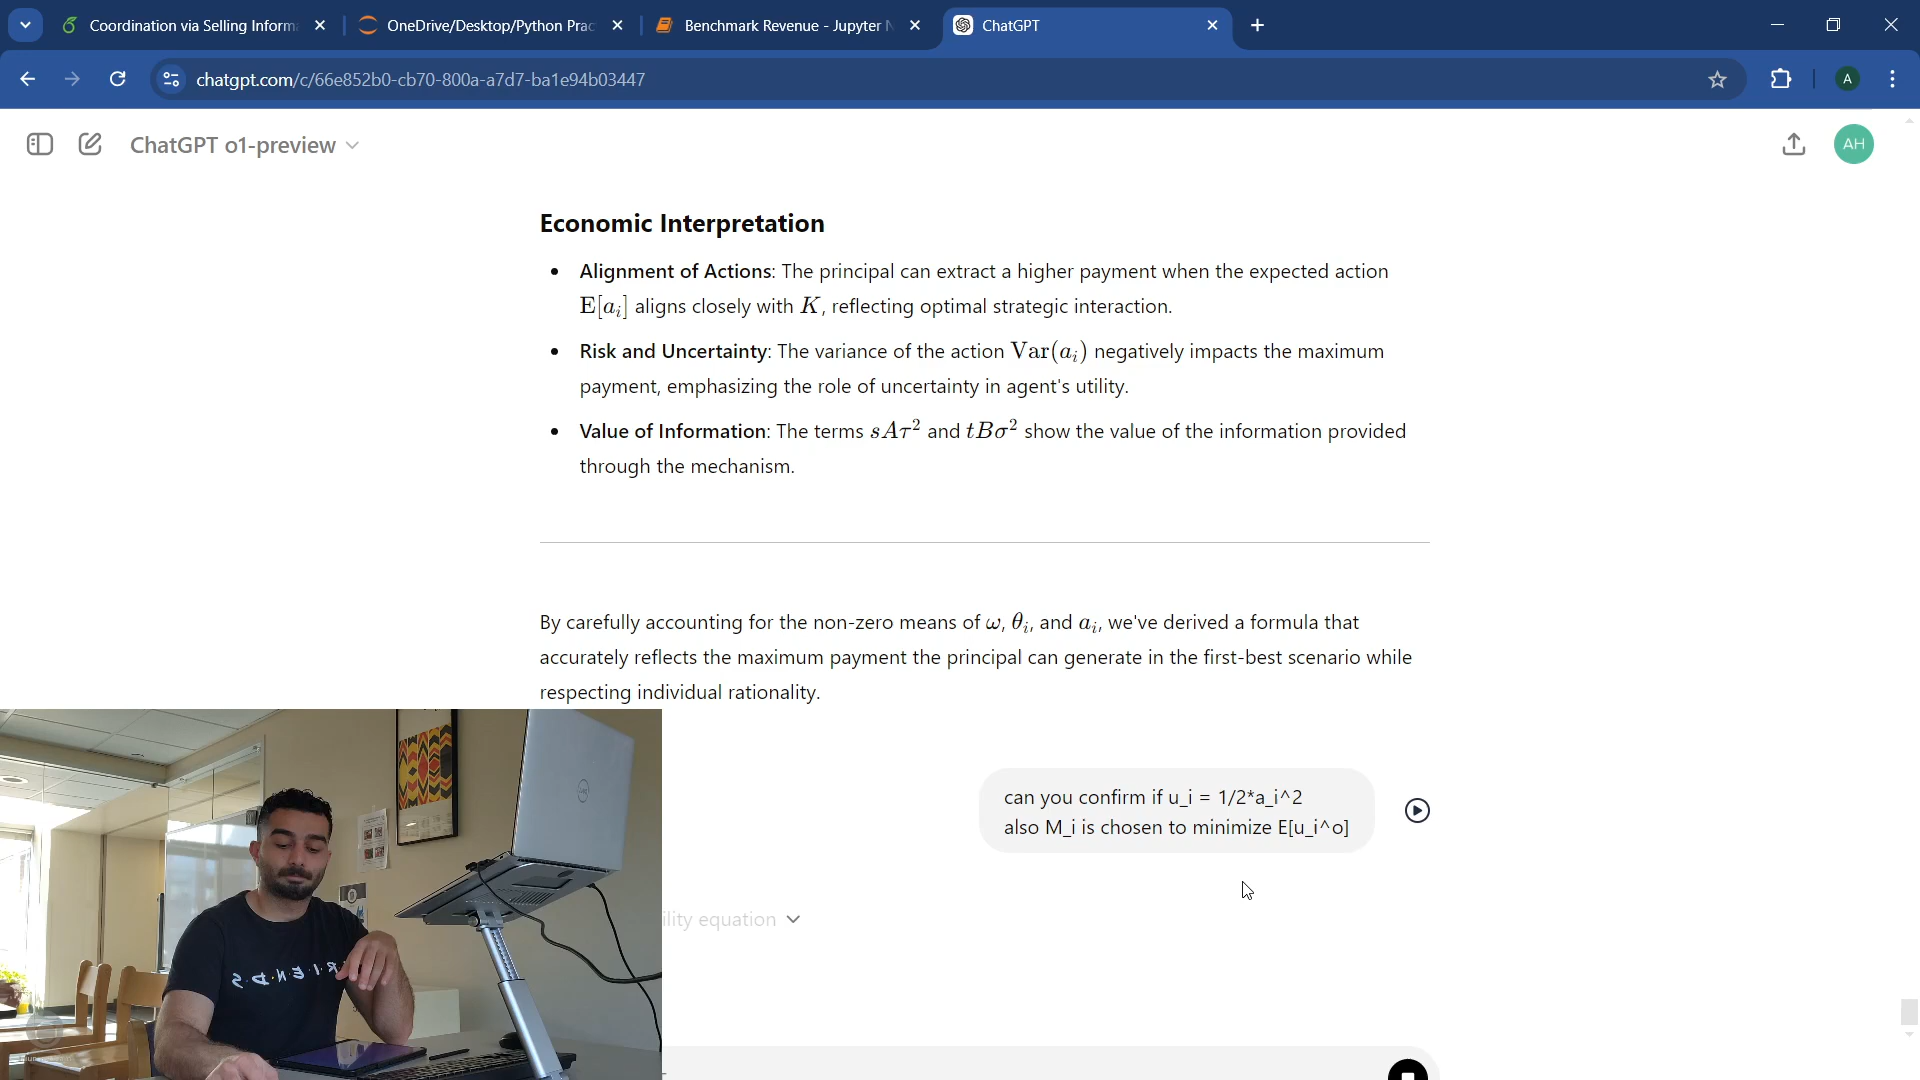 Coordination via Selling Inform
OneDrive/Desktop/Python Prac
Benchmark Revenue - Jupyter N
ChatGPT
chatgpt.com/c/66e852b0-cb70-800a-a7d7-ba1e94b03447
A
ChatGPT o1-preview
AH
Economic Interpretation
• Alignment of Actions: The principal can extract a higher payment when the expected action
E[a_i] aligns closely with K, reflecting optimal strategic interaction.
• Risk and Uncertainty: The variance of the action Var(a_i) negatively impacts the maximum
payment, emphasizing the role of uncertainty in agent's utility.
• Value of Information: The terms sAτ² and tBσ² show the value of the information provided
through the mechanism.
By carefully accounting for the non-zero means of ω, θ_i, and a_i, we've derived a formula that
accurately reflects the maximum payment the principal can generate in the first-best scenario while
respecting individual rationality.
can you confirm if u_i = 1/2*a_i^2
also M_i is chosen to minimize E[u_i^o]
ility equation